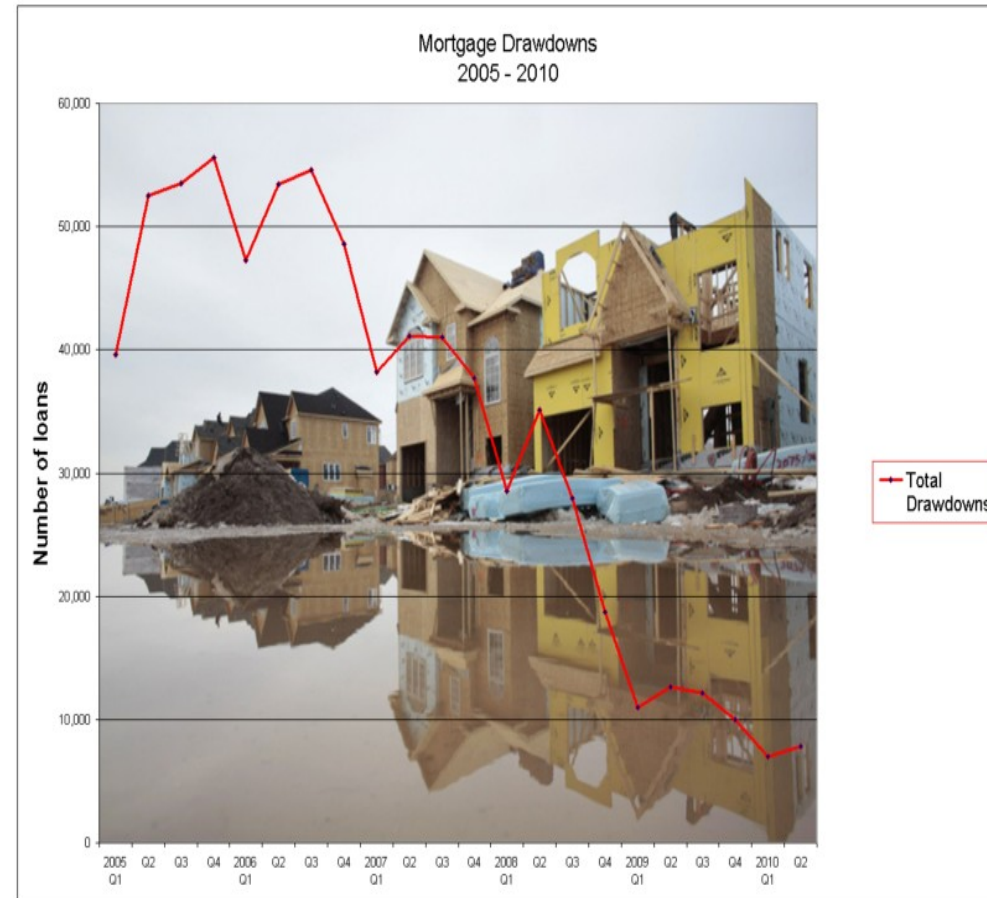 Mortgage Drawdowns
2005 - 2010
60,000
50,000
40,000
30,000
20,000
10,000
0
Number of loans
2005 Q2 Q3 Q4 2006 Q2 Q3 Q4 2007 Q2 Q3 Q4 2008 Q2 Q3 Q4 2009 Q2 Q3 Q4 2010 Q2
Q1 Q1 Q1 Q1 Q1 Q1
Total
Drawdowns